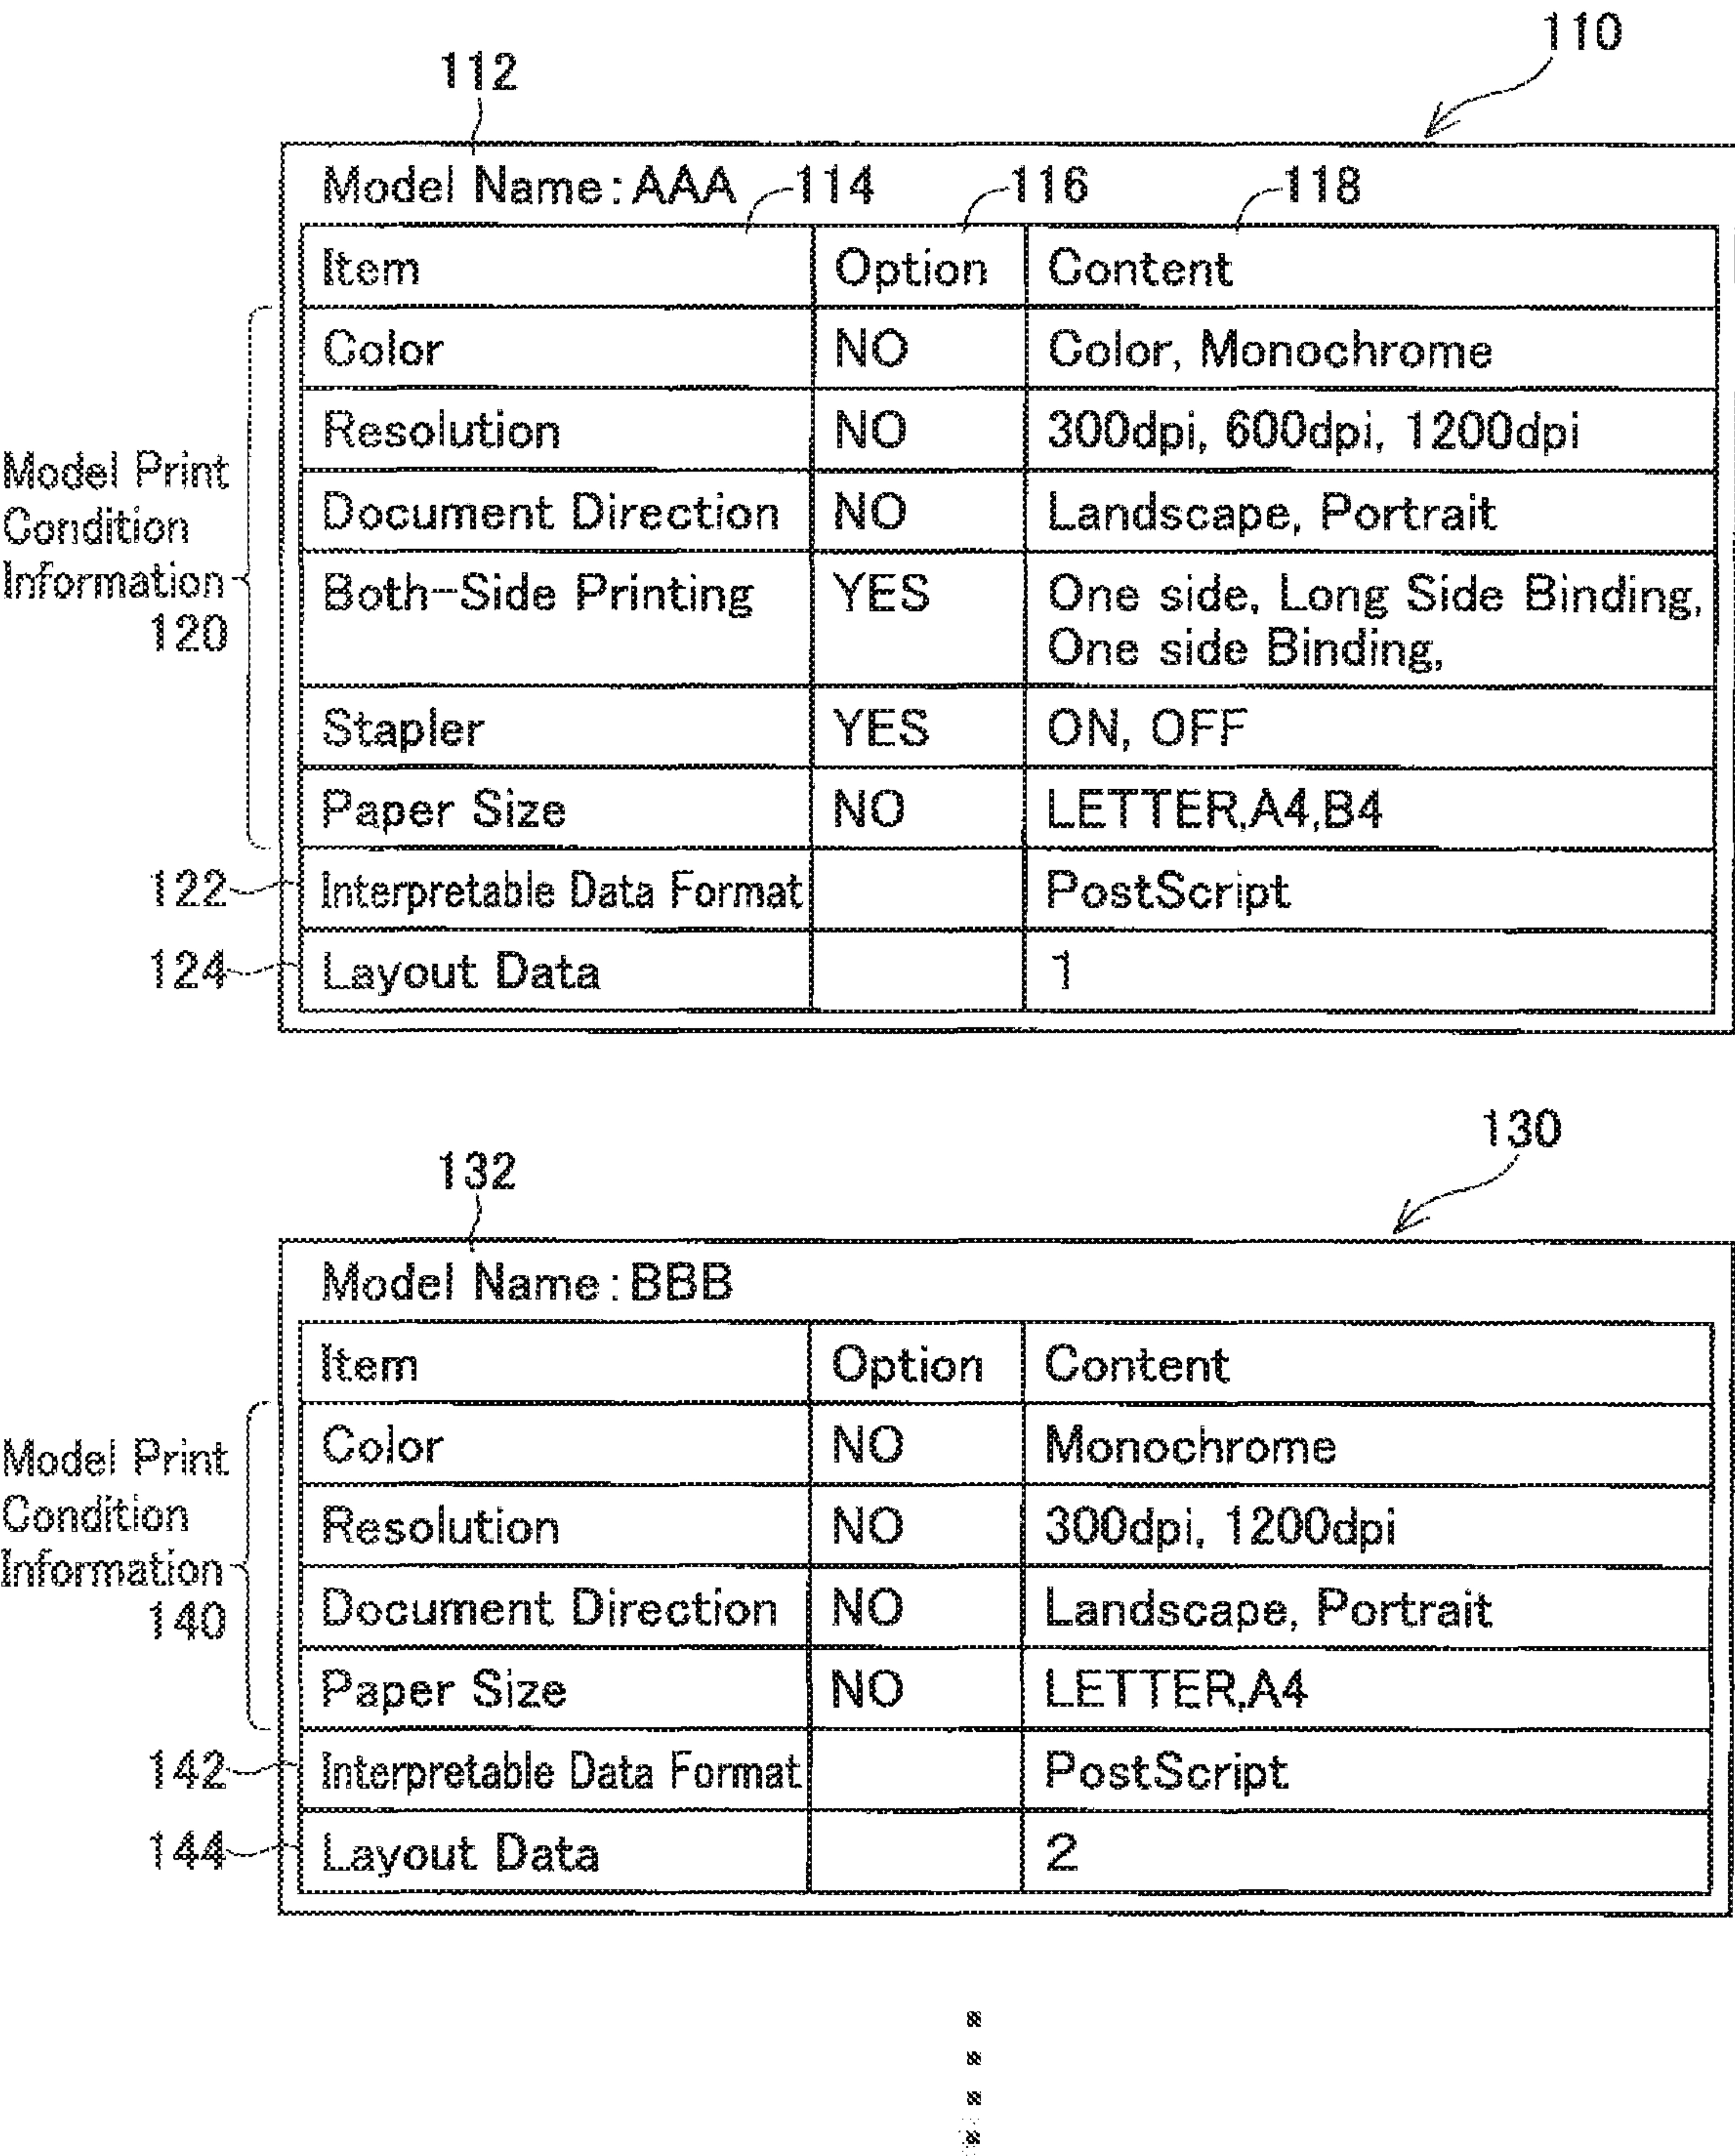 110
112
Model Name:AAA 114 116 118
Item Option Content
Color NO Color, Monochrome
Resolution NO 300dpi, 600dpi, 1200dpi
Document Direction NO Landscape, Portrait
Both-Side Printing YES One side, Long Side Binding,
One side Binding,
Stapler YES ON, OFF
Paper Size NO LETTER,A4,B4
Model Print
Condition
Information
120
122 Interpretable Data Format PostScript
124 Layout Data 1
130
132
Model Name:BBB
Item Option Content
Color NO Monochrome
Resolution NO 300dpi, 1200dpi
Document Direction NO Landscape, Portrait
Paper Size NO LETTER,A4
Model Print
Condition
Information
140
142 Interpretable Data Format PostScript
144 Layout Data 2